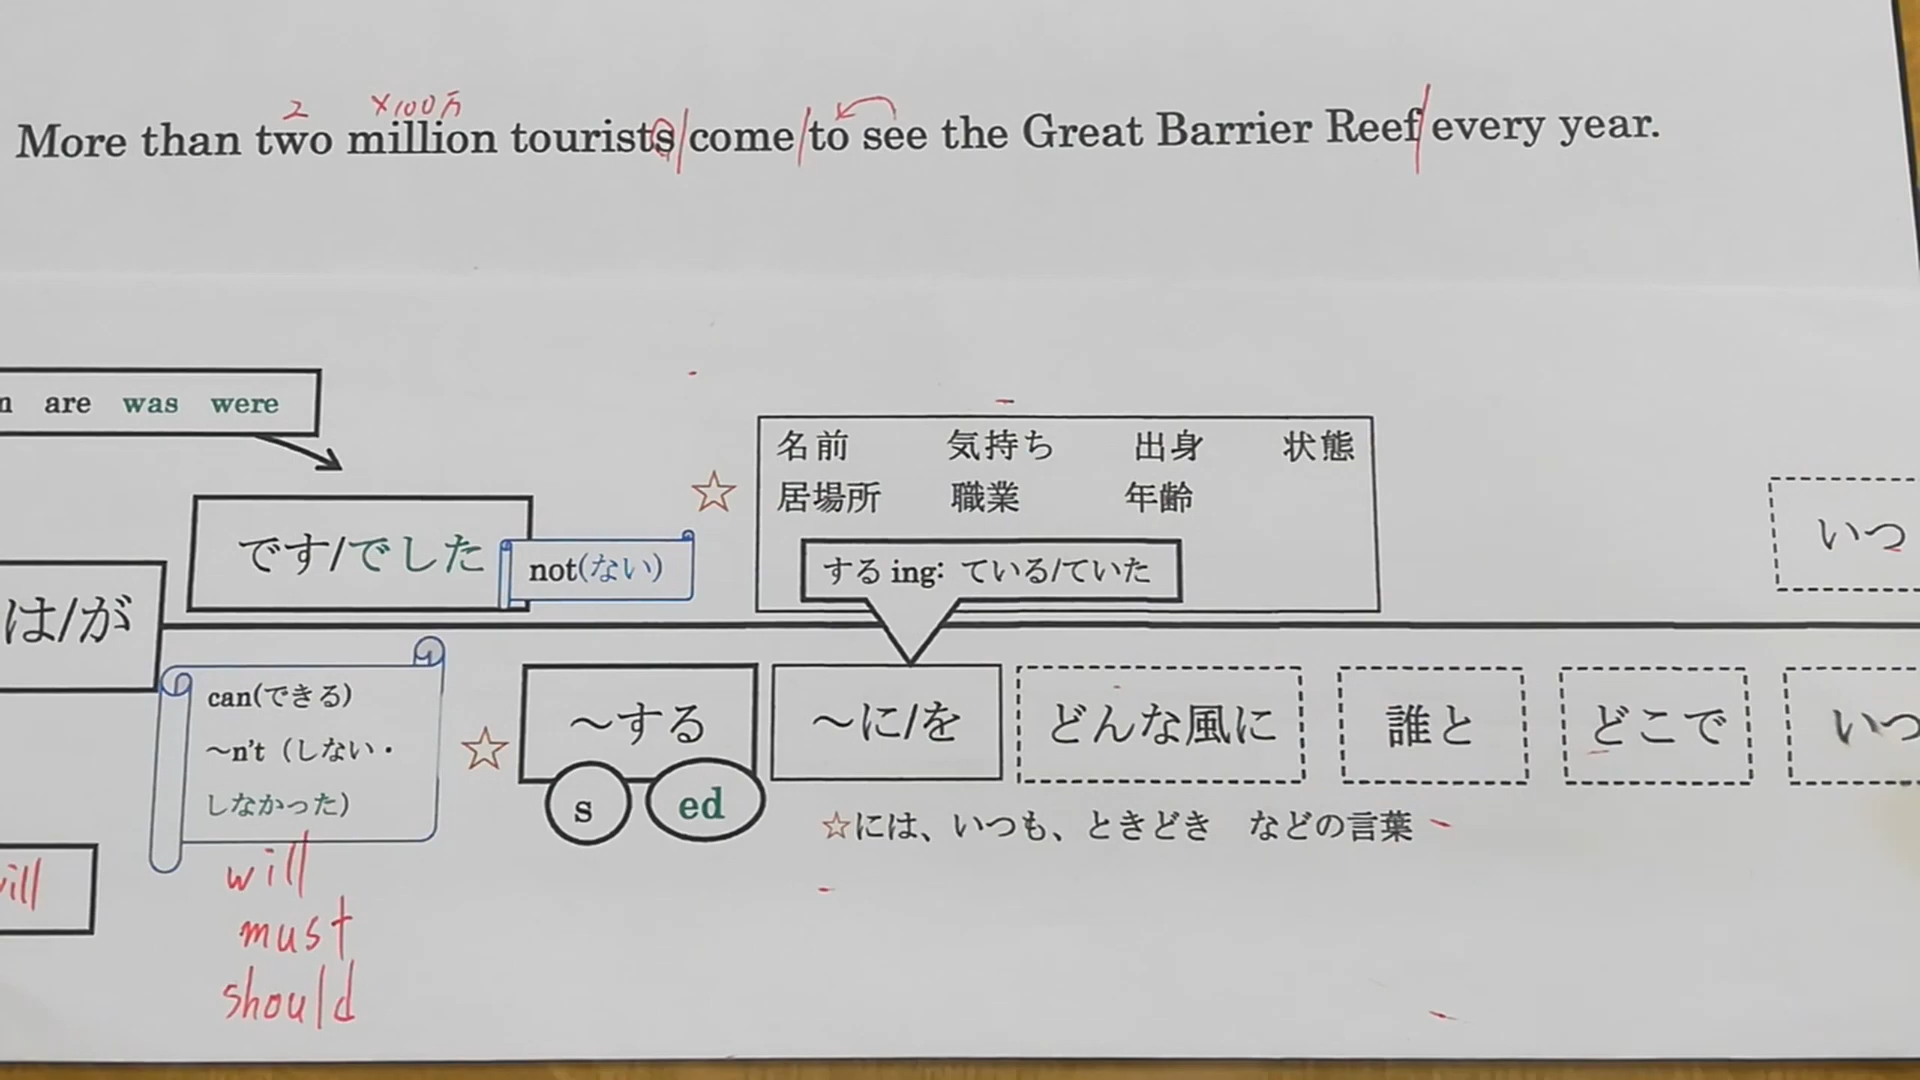 2 ×100万
More than two million tourists/come/to see the Great Barrier Reef/every year.
are was were
名前 気持ち 出身 状態
居場所 職業 年齢
いつ
です/でした
not(ない)
する ing: ている/ていた
は/が
can(できる)
～n't（しない・
しなかった）
～する
～に/を
どんな風に
誰と
どこで
いつ
s
ed
☆には、いつも、ときどき などの言葉
will
must
should